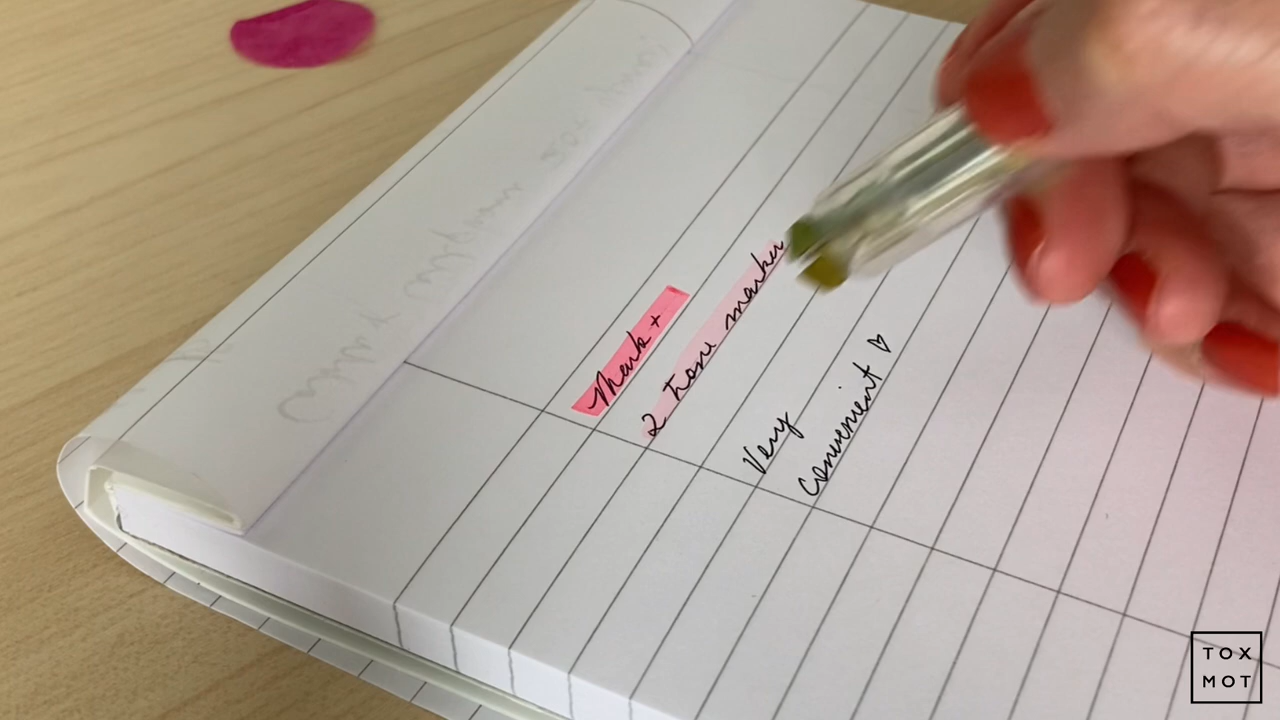 Mark +
2 tone marker
Very
convenient ♡
TOX
MOT